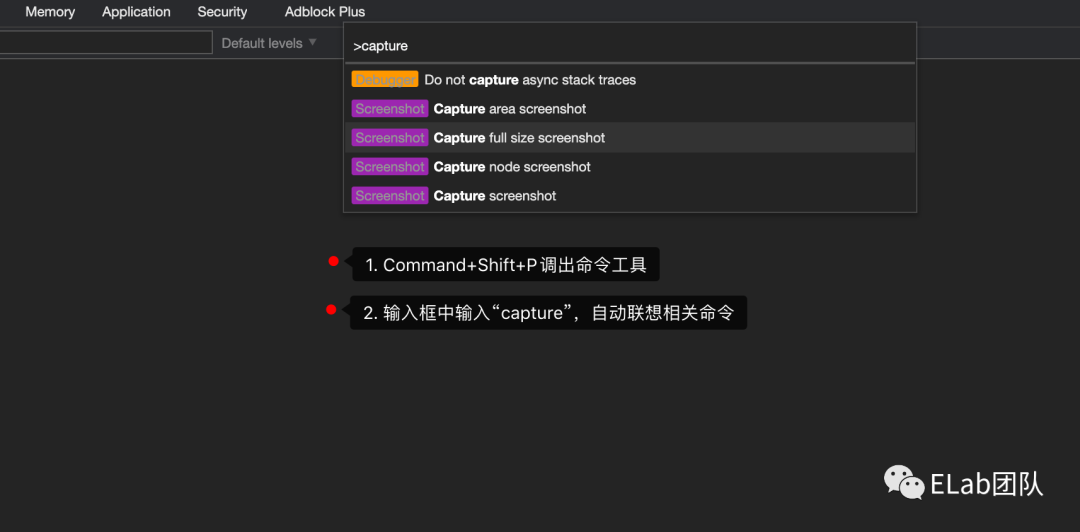 Memory Application Security Adblock Plus
Default levels ▼
>capture
Debugger Do not capture async stack traces
Screenshot Capture area screenshot
Screenshot Capture full size screenshot
Screenshot Capture node screenshot
Screenshot Capture screenshot
1. Command+Shift+P调出命令工具
2. 输入框中输入“capture”，自动联想相关命令
ELab团队